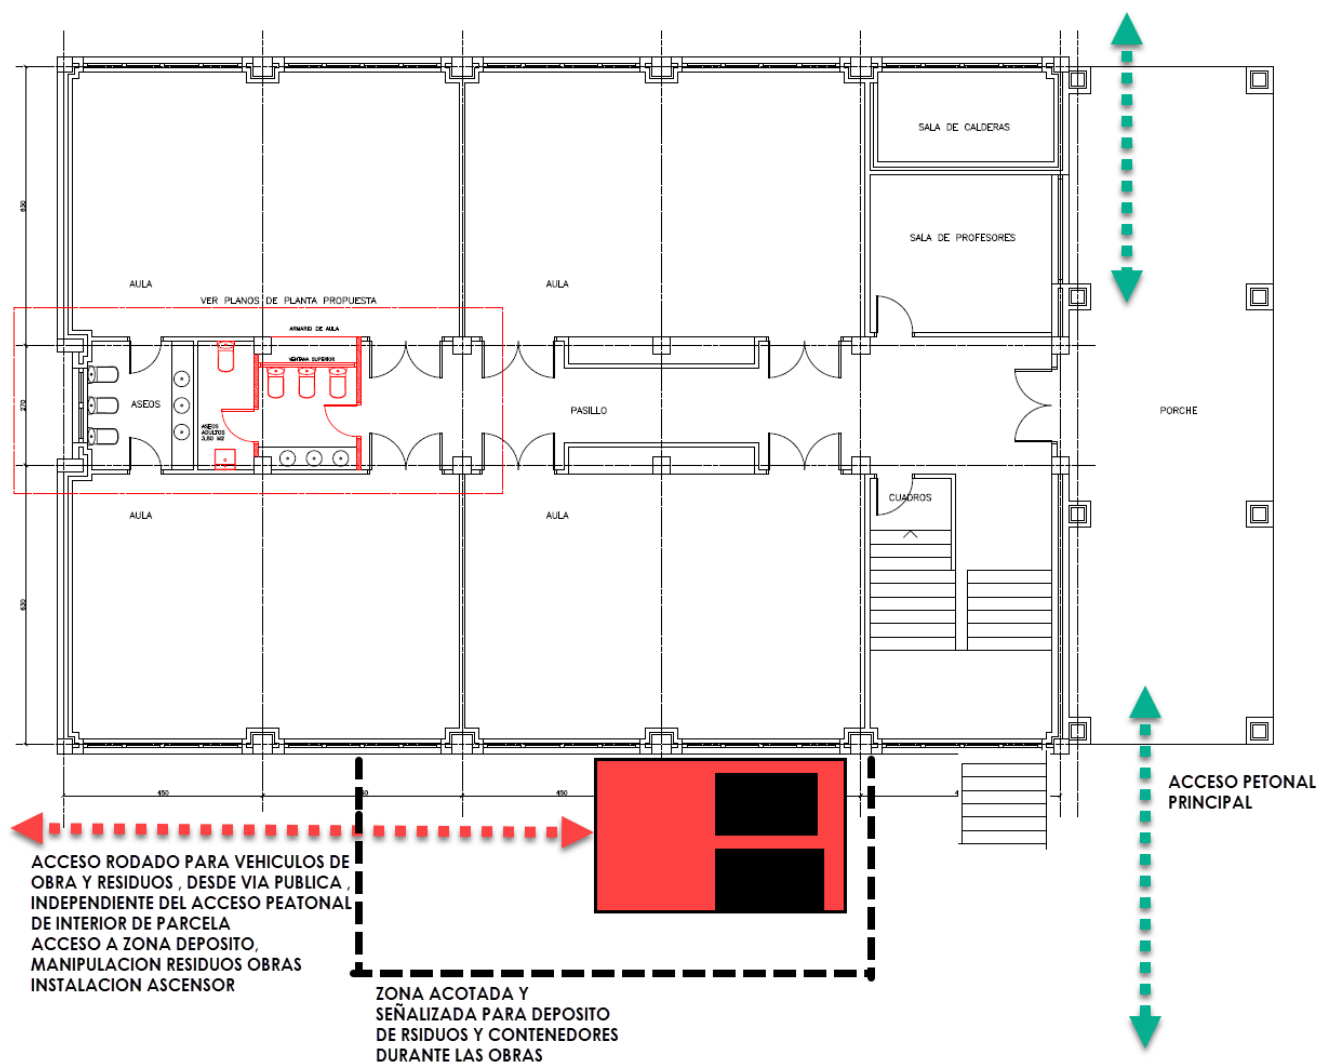 SALA DE CALDERAS
630
SALA DE PROFESORES
AULA
AULA
VER PLANOS DE PLANTA PROPUESTA
ARMARIO DE AULA
VENTANA SUPERIOR
270
ASEOS
PASILLO
PORCHE
ASEOS
ADULTOS
3,80 M2
CUADROS
AULA
AULA
630
450
450
ACCESO PETONAL
PRINCIPAL
ACCESO RODADO PARA VEHICULOS DE
OBRA Y RESIDUOS , DESDE VIA PUBLICA ,
INDEPENDIENTE DEL ACCESO PEATONAL
DE INTERIOR DE PARCELA
ACCESO A ZONA DEPOSITO,
MANIPULACION RESIDUOS OBRAS
INSTALACION ASCENSOR
ZONA ACOTADA Y
SEÑALIZADA PARA DEPOSITO
DE RSIDUOS Y CONTENEDORES
DURANTE LAS OBRAS